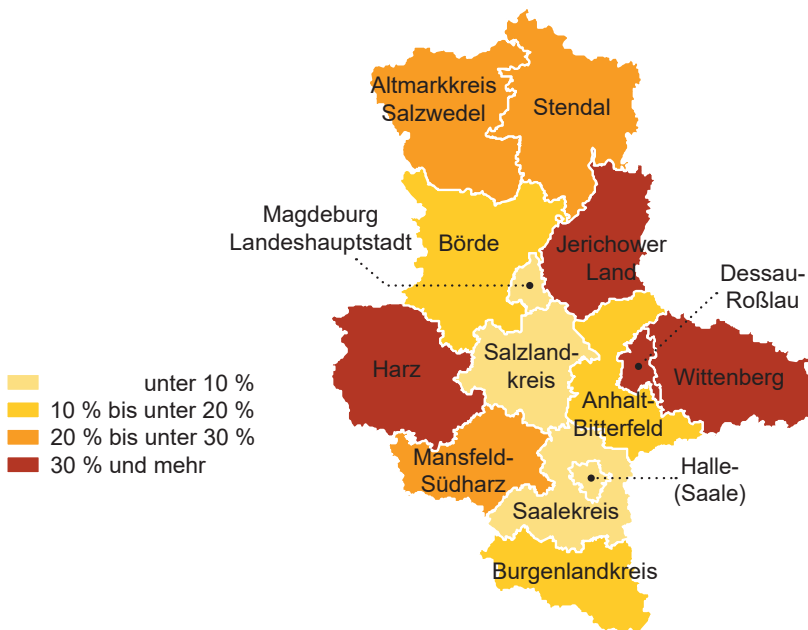 Altmarkkreis
Salzwedel
Stendal
Magdeburg
Landeshauptstadt
Börde
Jerichower
Land
Dessau-
Roßlau
Harz
Salzland-
kreis
Wittenberg
Anhalt-
Bitterfeld
unter 10 %
10 % bis unter 20 %
20 % bis unter 30 %
30 % und mehr
Mansfeld-
Südharz
Halle-
(Saale)
Saalekreis
Burgenlandkreis